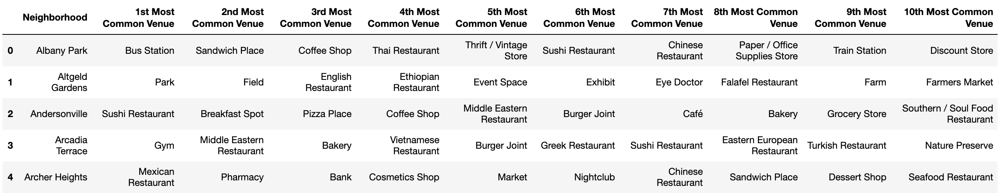 Neighborhood 1st Most Common Venue 2nd Most Common Venue 3rd Most Common Venue 4th Most Common Venue 5th Most Common Venue 6th Most Common Venue 7th Most Common Venue 8th Most Common Venue 9th Most Common Venue 10th Most Common Venue
0 Albany Park Bus Station Sandwich Place Coffee Shop Thai Restaurant Thrift / Vintage Store Sushi Restaurant Chinese Restaurant Paper / Office Supplies Store Train Station Discount Store
1 Altgeld Gardens Park Field English Restaurant Ethiopian Restaurant Event Space Exhibit Eye Doctor Falafel Restaurant Farm Farmers Market
2 Andersonville Sushi Restaurant Breakfast Spot Pizza Place Coffee Shop Middle Eastern Restaurant Burger Joint Café Bakery Grocery Store Southern / Soul Food Restaurant
3 Arcadia Terrace Gym Middle Eastern Restaurant Bakery Vietnamese Restaurant Burger Joint Greek Restaurant Sushi Restaurant Eastern European Restaurant Turkish Restaurant Nature Preserve
4 Archer Heights Mexican Restaurant Pharmacy Bank Cosmetics Shop Market Nightclub Chinese Restaurant Sandwich Place Dessert Shop Seafood Restaurant